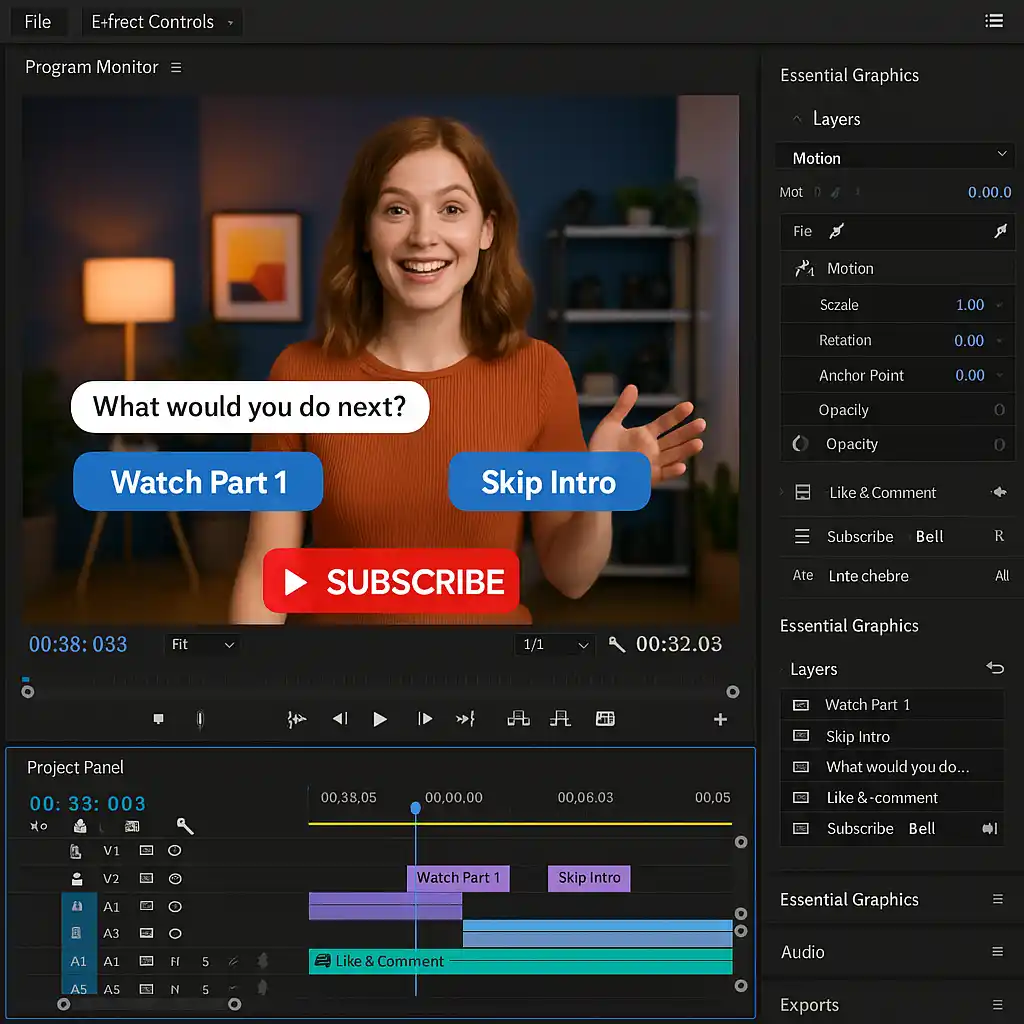 File E+frect Controls
Program Monitor
What would you do next?
Watch Part 1 Skip Intro
SUBSCRIBE
00:38: 033 Fit 1/1 00:32.03
Project Panel
00: 33: 003
00,38,05 00,00,00 00,06.03 00,05
V1
V2 Watch Part 1 Skip Intro
A1
A3
A1 A1 5 Like & Comment
A5 A5 N S
Essential Graphics
Layers
Motion
Mot 0.00.0
Fie
Motion
Sczale 1.00
Rotation 0.00
Anchor Point 0.00
Opacily 0
Opacity 0
Like & Comment
Subscribe Bell R
Ate Lnte chebre All
Essential Graphics
Layers
Watch Part 1
Skip Intro
What would you do...
Like &-comment
Subscribe Bell
Essential Graphics
Audio
Exports